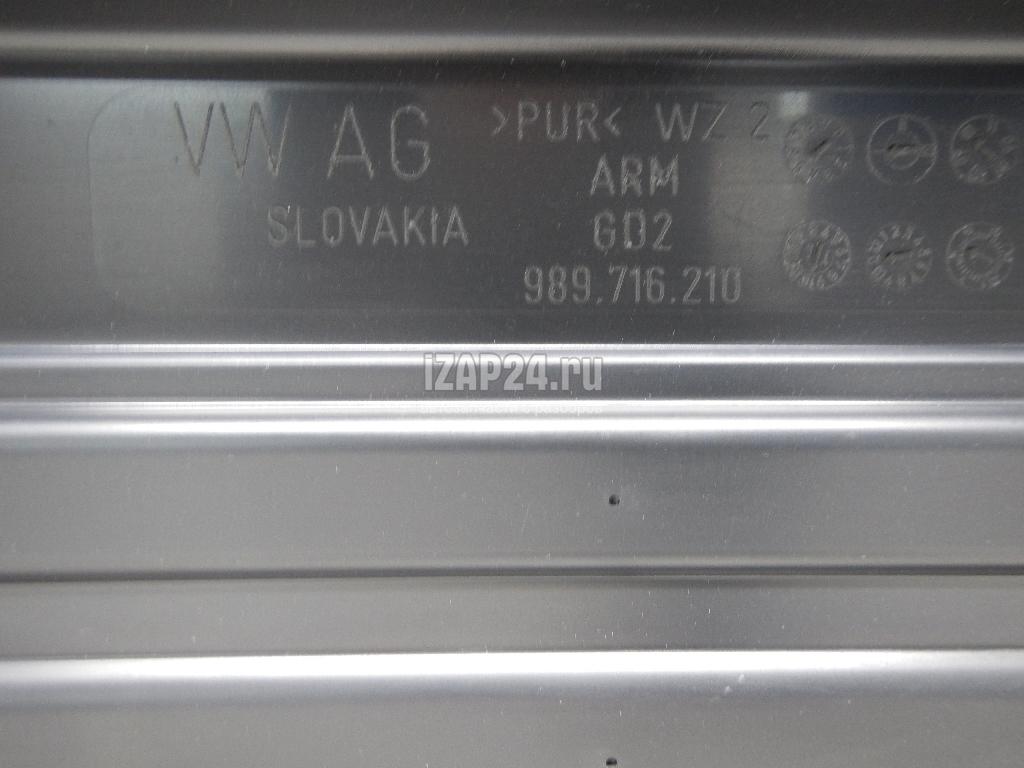 VW AG >PUR< WZ 2
ARM
SLOVAKIA GD2
989.716.210
iZAP24.ru